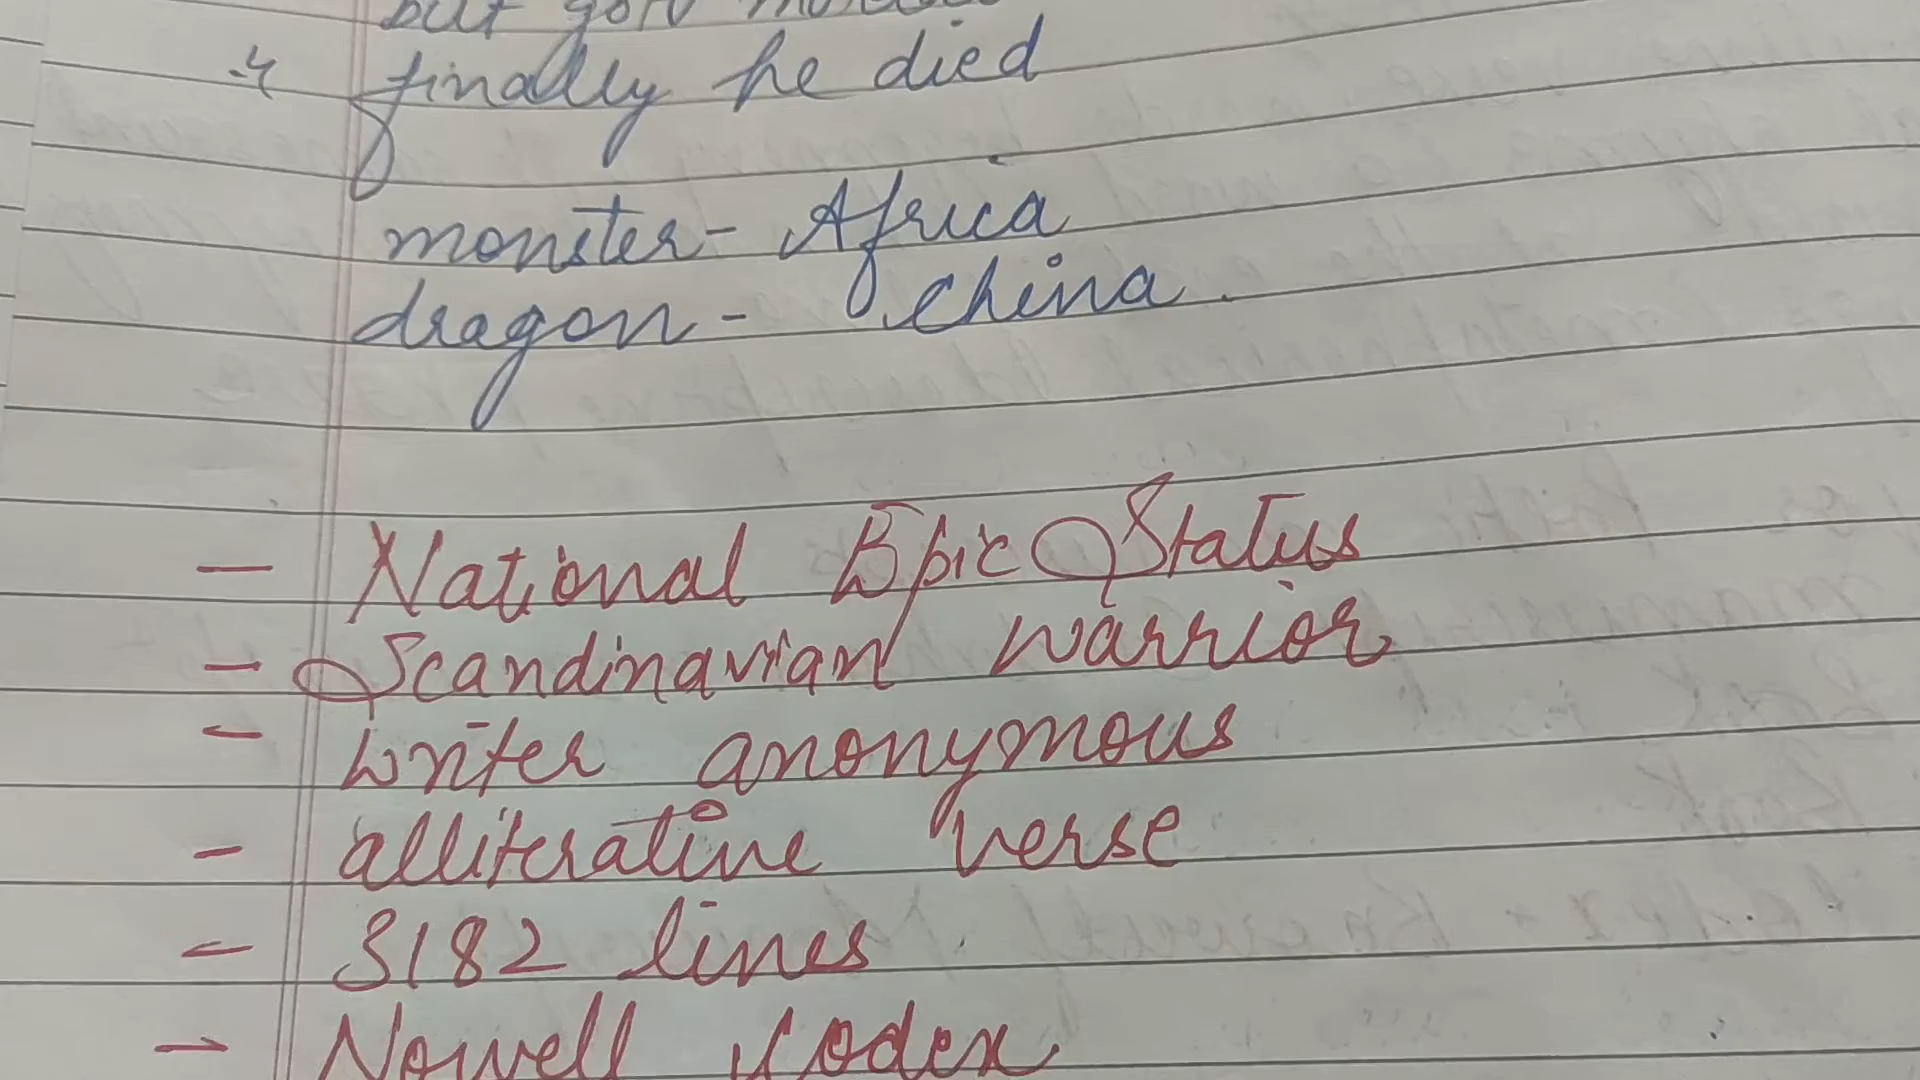 but
finally he died
monster- Africa
dragon- China.
- National Epic Status
- Scandinavian warrior
- writer anonymous
- alliterative verse
- 3182 lines
- Nowell Codex